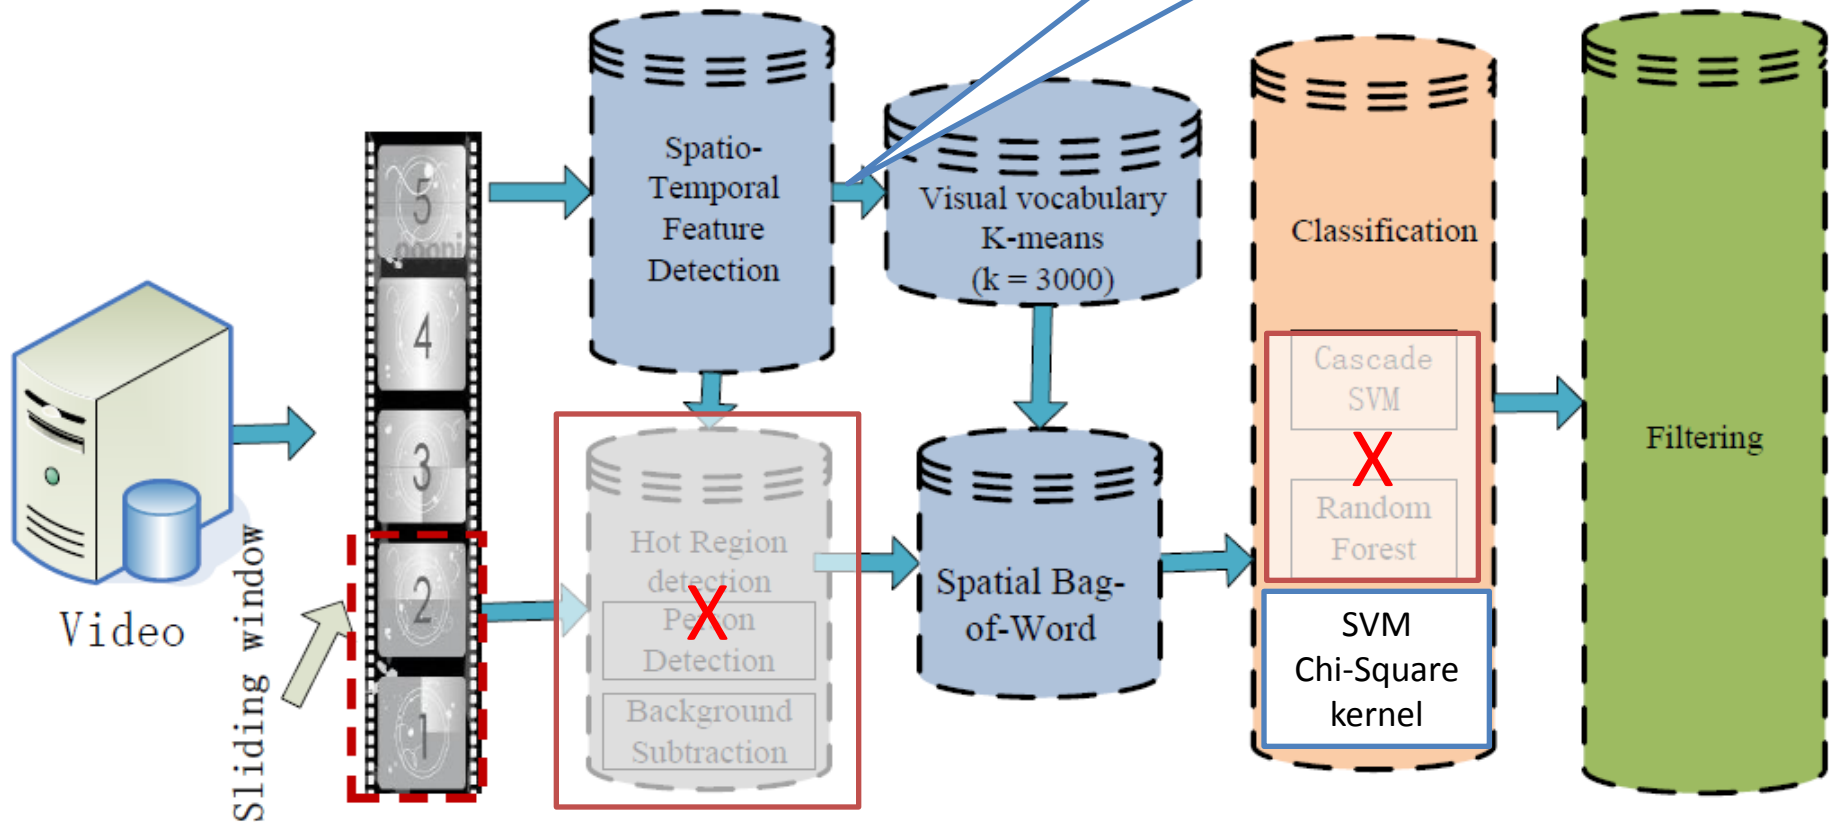 Video
Sliding window
5
4
3
2
1
Spatio-
Temporal
Feature
Detection
Visual vocabulary
K-means
(k = 3000)
Hot Region
detection
Person
Detection
Background
Subtraction
X
Spatial Bag-
of-Word
Classification
Cascade
SVM
X
Random
Forest
SVM
Chi-Square
kernel
Filtering